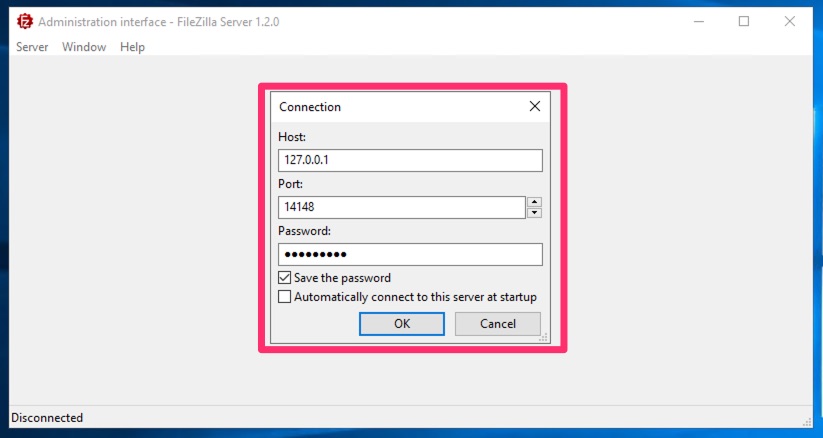 Administration interface - FileZilla Server 1.2.0
Server Window Help
Connection
Host:
127.0.0.1
Port:
14148
Password:
●●●●●●●●●
Save the password
Automatically connect to this server at startup
OK Cancel
Disconnected